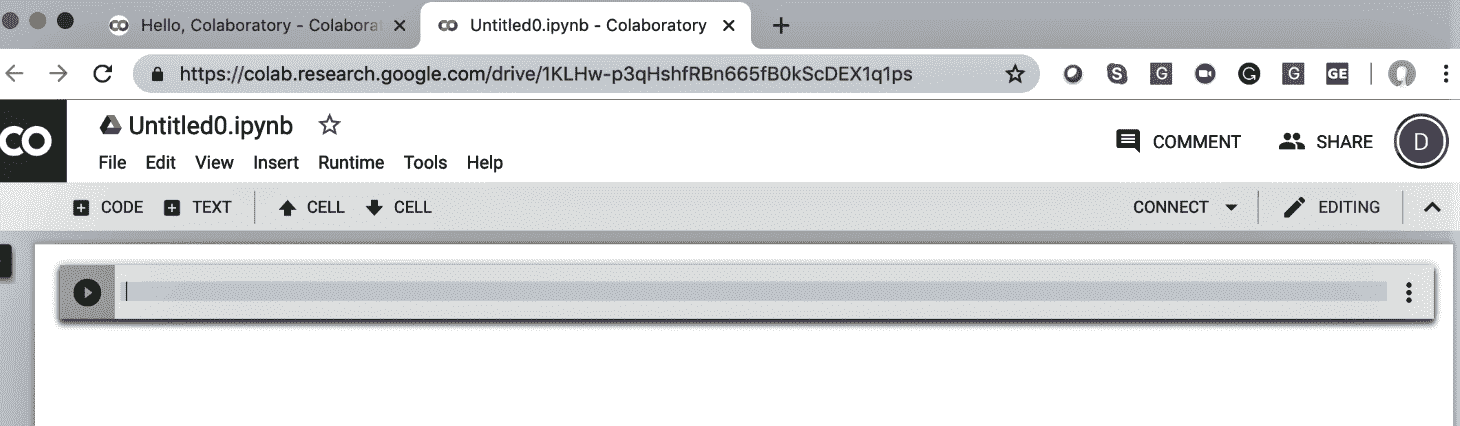 Hello, Colaboratory - Colaborat
Untitled0.ipynb - Colaboratory
https://colab.research.google.com/drive/1KLHw-p3qHshfRBn665fB0kScDEX1q1ps
G G G GE
CO Untitled0.ipynb
File Edit View Insert Runtime Tools Help
COMMENT SHARE D
CODE TEXT CELL CELL CONNECT EDITING